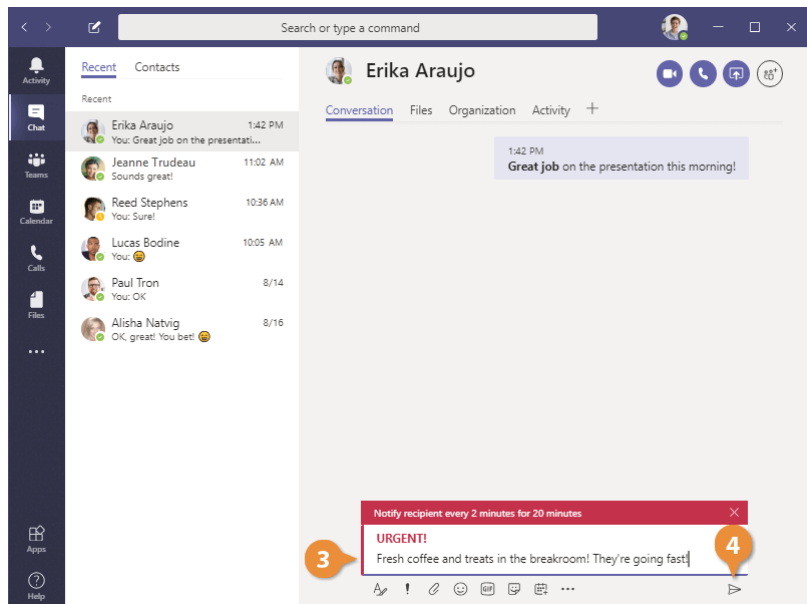 Search or type a command
Activity
Chat
Teams
Calendar
Calls
Files
Apps
Help
Recent Contacts
Recent
Erika Araujo 1:42 PM
You: Great job on the presentati...
Jeanne Trudeau 11:02 AM
Sounds great!
Reed Stephens 10:36 AM
You: Sure!
Lucas Bodine 10:05 AM
You: 😄
Paul Tron 8/14
You: OK
Alisha Natvig 8/16
OK, great! You bet! 😄
Erika Araujo
Conversation Files Organization Activity +
1:42 PM
Great job on the presentation this morning!
Notify recipient every 2 minutes for 20 minutes
URGENT!
Fresh coffee and treats in the breakroom! They're going fast!
3
4
GIF